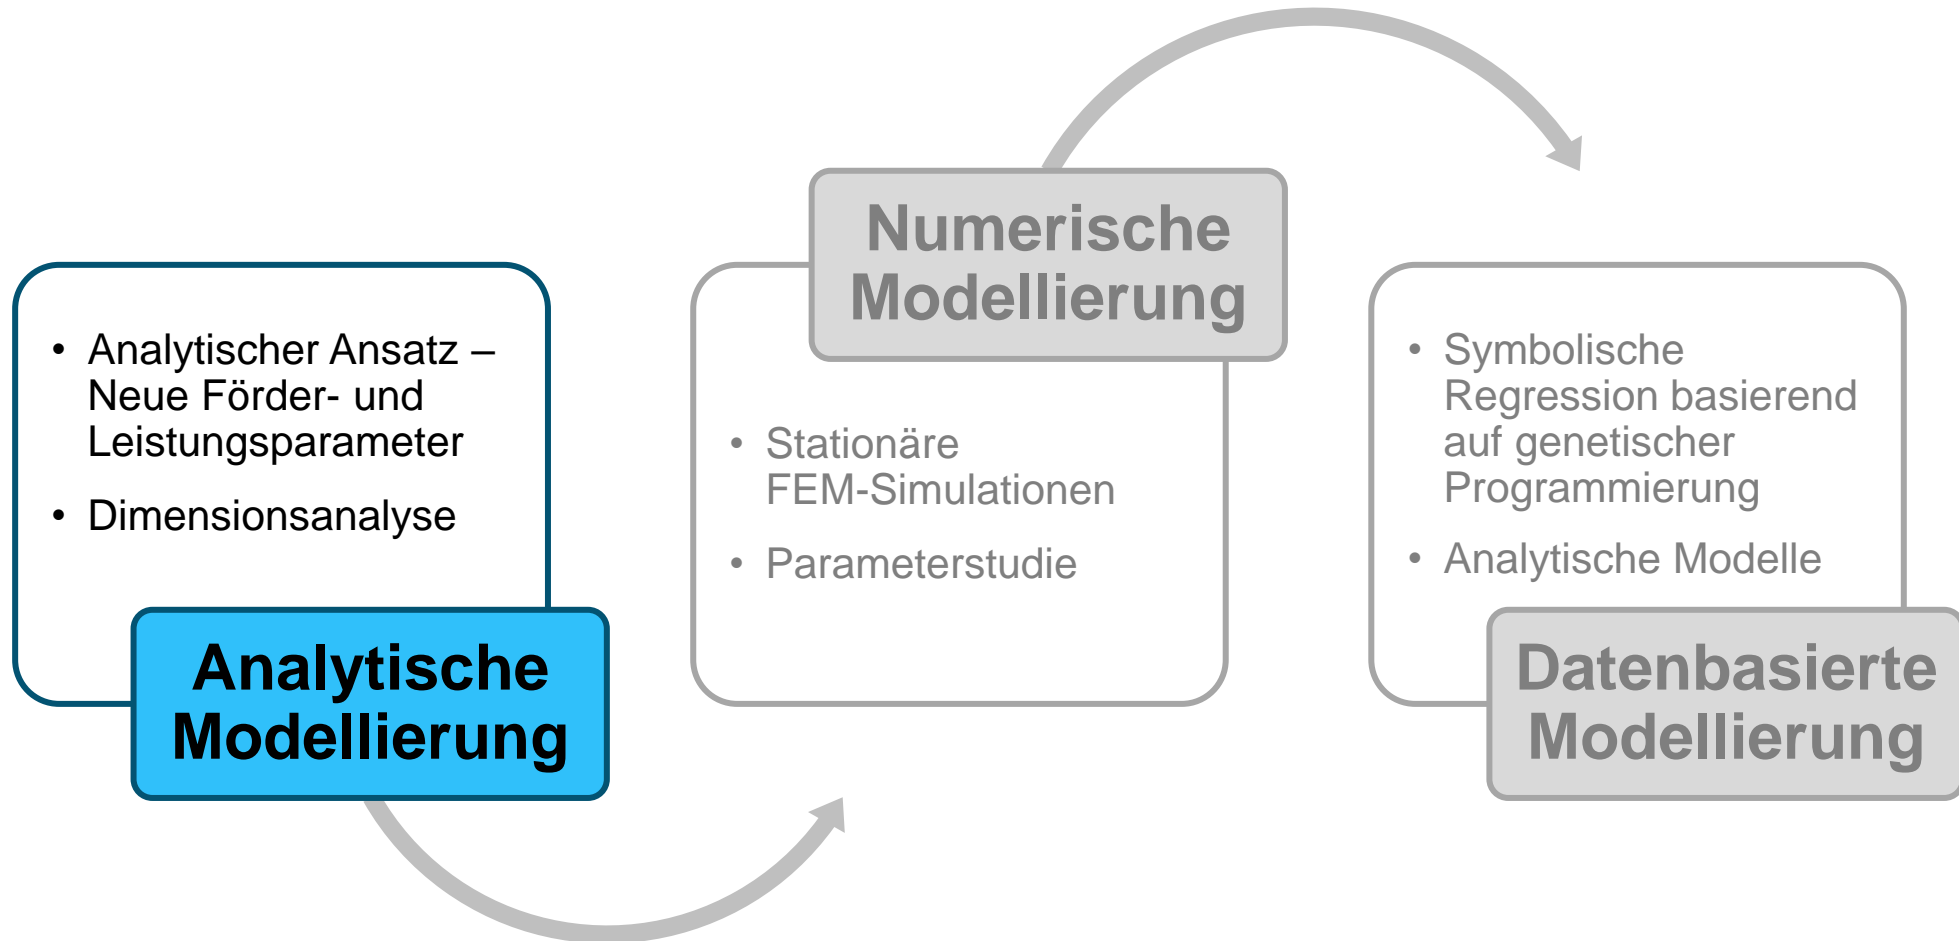 • Analytischer Ansatz –
Neue Förder- und
Leistungsparameter
• Dimensionsanalyse
Analytische
Modellierung
Numerische
Modellierung
• Stationäre
FEM-Simulationen
• Parameterstudie
• Symbolische
Regression basierend
auf genetischer
Programmierung
• Analytische Modelle
Datenbasierte
Modellierung